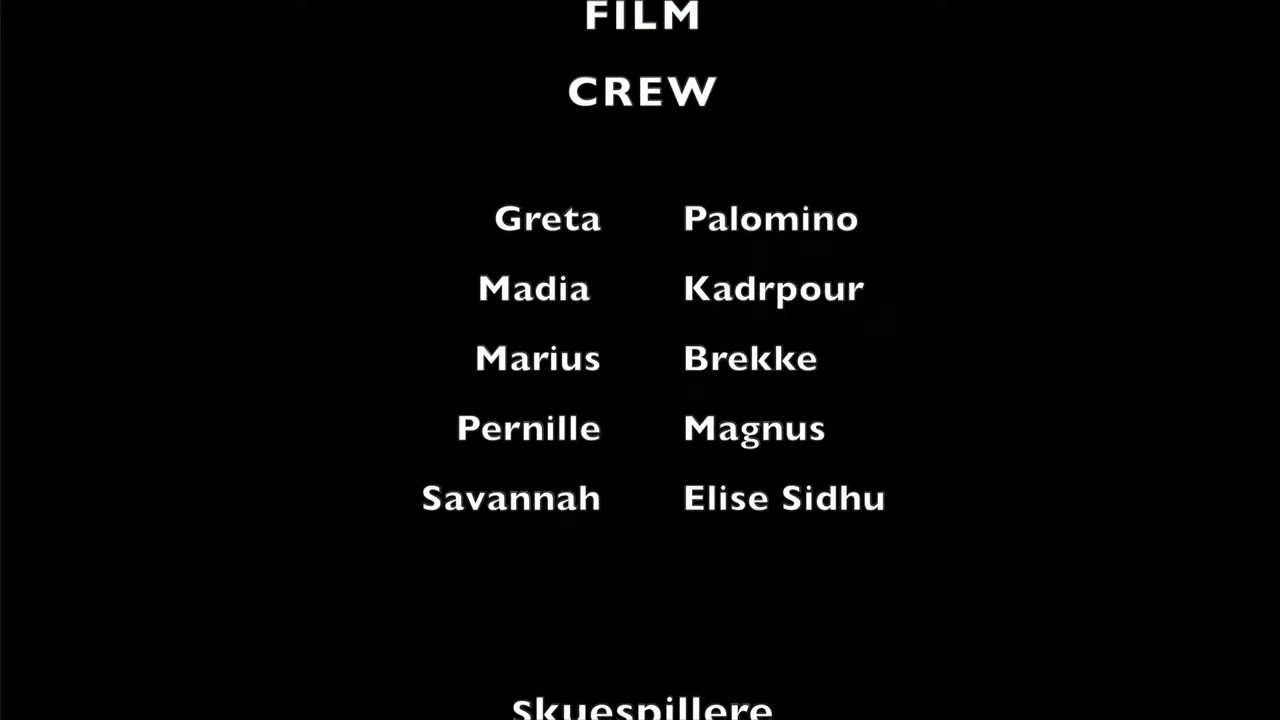 FILM
CREW
Greta Palomino
Madia Kadrpour
Marius Brekke
Pernille Magnus
Savannah Elise Sidhu
Skuespillere